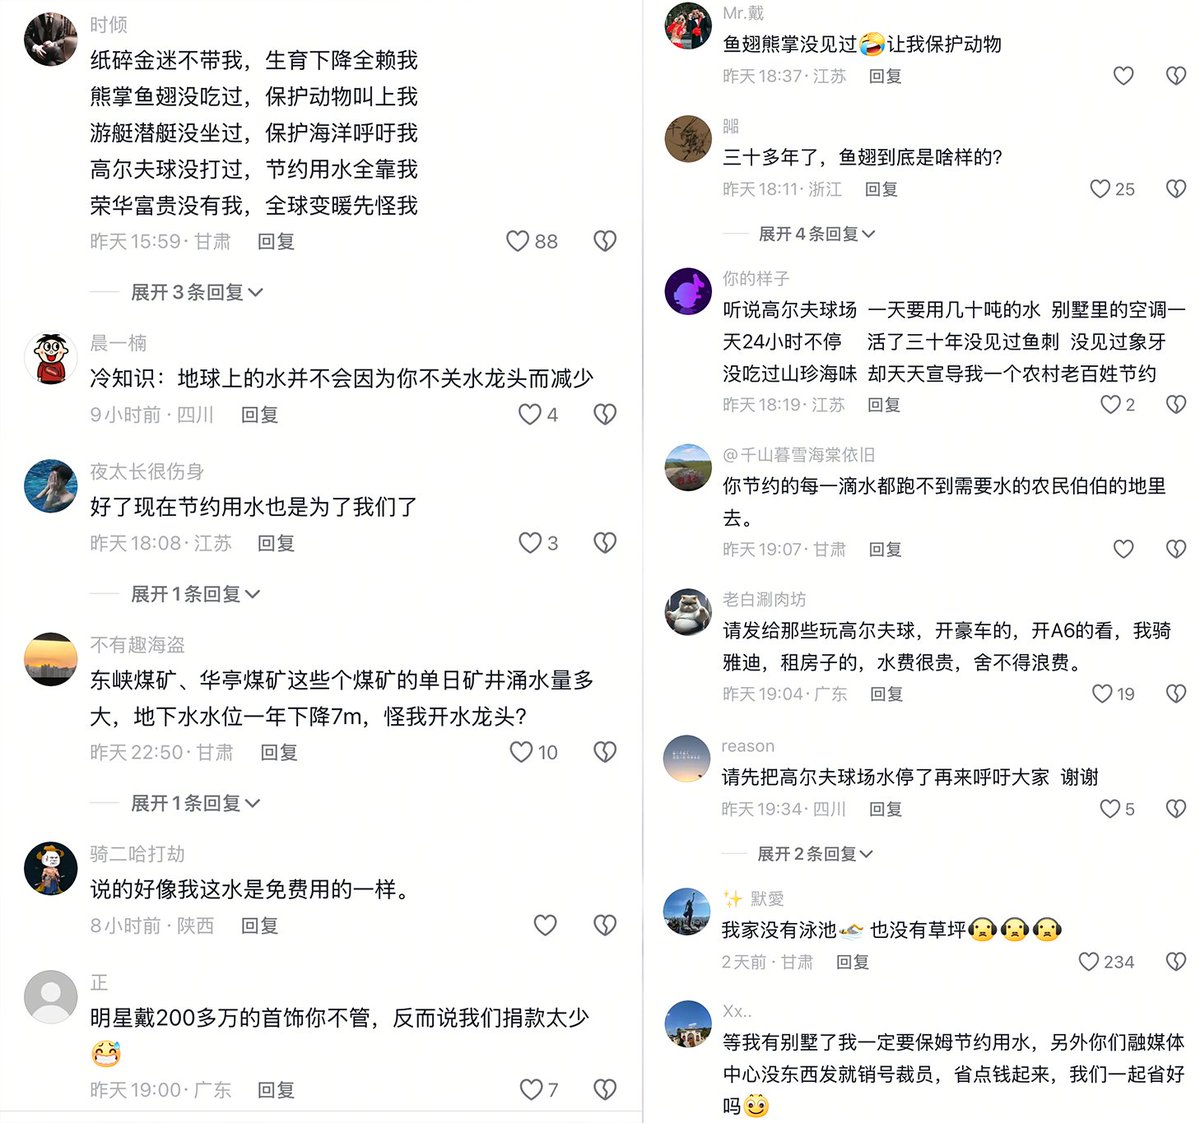 时倾
纸碎金迷不带我，生育下降全赖我
熊掌鱼翅没吃过，保护动物叫上我
游艇潜艇没坐过，保护海洋呼吁我
高尔夫球没打过，节约用水全靠我
荣华富贵没有我，全球变暖先怪我
昨天15:59·甘肃 回复 88
展开3条回复
晨一楠
冷知识：地球上的水并不会因为你不关水龙头而减少
9小时前·四川 回复 4
夜太长很伤身
好了现在节约用水也是为了我们了
昨天18:08·江苏 回复 3
展开1条回复
不有趣海盗
东峡煤矿、华亭煤矿这些个煤矿的单日矿井涌水量多
大，地下水水位一年下降7m，怪我开水龙头?
昨天22:50·甘肃 回复 10
展开1条回复
骑二哈打劫
说的好像我这水是免费用的一样。
8小时前·陕西 回复
正
明星戴200多万的首饰你不管，反而说我们捐款太少
😅
昨天19:00·广东 回复 7
Mr.戴
鱼翅熊掌没见过🤣让我保护动物
昨天18:37·江苏 回复
三十多年了，鱼翅到底是啥样的?
昨天18:11·浙江 回复 25
展开4条回复
你的样子
听说高尔夫球场 一天要用几十吨的水 别墅里的空调一
天24小时不停 活了三十年没见过鱼刺 没见过象牙
没吃过山珍海味 却天天宣导我一个农村老百姓节约
昨天18:19·江苏 回复 2
@千山暮雪海棠依旧
你节约的每一滴水都跑不到需要水的农民伯伯的地里
去。
昨天19:07·甘肃 回复
老白涮肉坊
请发给那些玩高尔夫球，开豪车的，开A6的看，我骑
雅迪，租房子的，水费很贵，舍不得浪费。
昨天19:04·广东 回复 19
reason
请先把高尔夫球场水停了再来呼吁大家 谢谢
昨天19:34·四川 回复 5
展开2条回复
✨ 默愛
我家没有泳池🏊也没有草坪
2天前·甘肃 回复 234
Xx..
等我有别墅了我一定要保姆节约用水，另外你们融媒体
中心没东西发就销号裁员，省点钱起来，我们一起省好
吗